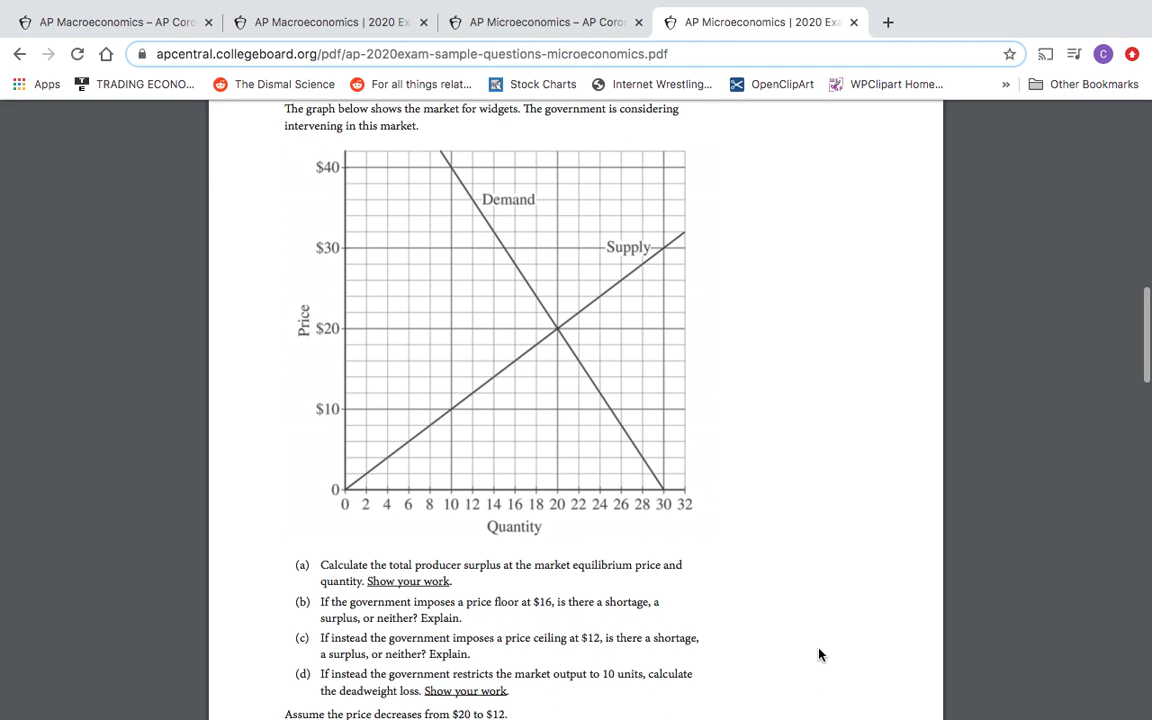 AP Macroeconomics – AP Coro
AP Macroeconomics | 2020 Ex
AP Microeconomics – AP Coron
AP Microeconomics | 2020 Exa
apcentral.collegeboard.org/pdf/ap-2020exam-sample-questions-microeconomics.pdf
C
Apps
TRADING ECONO...
The Dismal Science
For all things relat...
Stock Charts
Internet Wrestling...
OpenClipArt
WPClipart Home...
»
Other Bookmarks
The graph below shows the market for widgets. The government is considering
intervening in this market.
$40
Demand
$30
Supply
Price
$20
$10
0
0 2 4 6 8 10 12 14 16 18 20 22 24 26 28 30 32
Quantity
(a) Calculate the total producer surplus at the market equilibrium price and
quantity. Show your work.
(b) If the government imposes a price floor at $16, is there a shortage, a
surplus, or neither? Explain.
(c) If instead the government imposes a price ceiling at $12, is there a shortage,
a surplus, or neither? Explain.
(d) If instead the government restricts the market output to 10 units, calculate
the deadweight loss. Show your work.
Assume the price decreases from $20 to $12.